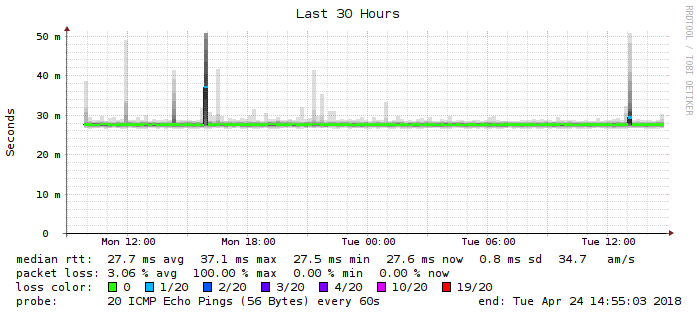 Last 30 Hours
RRDTOOL / TOBI OETIKER
Seconds
50 m
40 m
30 m
20 m
10 m
0
Mon 12:00 Mon 18:00 Tue 00:00 Tue 06:00 Tue 12:00
median rtt: 27.7 ms avg 37.1 ms max 27.5 ms min 27.6 ms now 0.8 ms sd 34.7 am/s
packet loss: 3.06 % avg 100.00 % max 0.00 % min 0.00 % now
loss color: 0 1/20 2/20 3/20 4/20 10/20 19/20
probe: 20 ICMP Echo Pings (56 Bytes) every 60s end: Tue Apr 24 14:55:03 2018